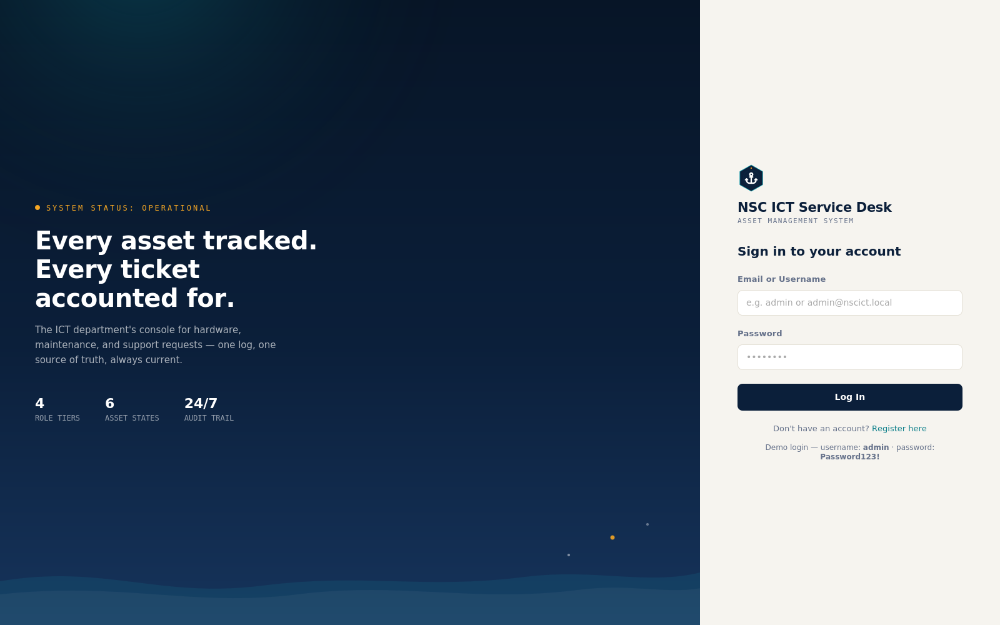 SYSTEM STATUS: OPERATIONAL
Every asset tracked.
Every ticket
accounted for.
The ICT department's console for hardware,
maintenance, and support requests — one log, one
source of truth, always current.
4
ROLE TIERS
6
ASSET STATES
24/7
AUDIT TRAIL
NSC ICT Service Desk
ASSET MANAGEMENT SYSTEM
Sign in to your account
Email or Username
e.g. admin or admin@nscict.local
Password
••••••••
Log In
Don't have an account? Register here
Demo login — username: admin · password:
Password123!